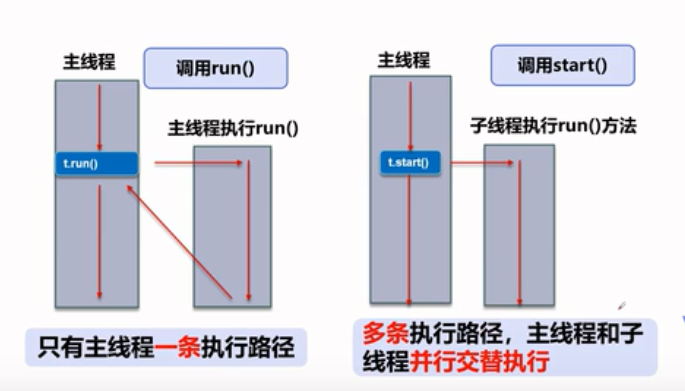 主线程
调用run()
主线程执行run()
t.run()
只有主线程一条执行路径
主线程
调用start()
子线程执行run()方法
t.start()
多条执行路径，主线程和子
线程并行交替执行